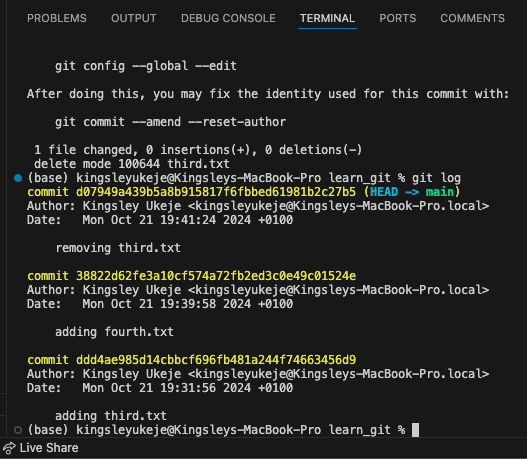 PROBLEMS OUTPUT DEBUG CONSOLE TERMINAL PORTS COMMENTS
git config --global --edit
After doing this, you may fix the identity used for this commit with:
git commit --amend --reset-author
1 file changed, 0 insertions(+), 0 deletions(-)
delete mode 100644 third.txt
(base) kingsleyukeje@Kingsleys-MacBook-Pro learn_git % git log
commit d07949a439b5a8b915817f6fbbed61981b2c27b5 (HEAD -> main)
Author: Kingsley Ukeje <kingsleyukeje@Kingsleys-MacBook-Pro.local>
Date:   Mon Oct 21 19:41:24 2024 +0100
removing third.txt
commit 38822d62fe3a10cf574a72fb2ed3c0e49c01524e
Author: Kingsley Ukeje <kingsleyukeje@Kingsleys-MacBook-Pro.local>
Date:   Mon Oct 21 19:39:58 2024 +0100
adding fourth.txt
commit ddd4ae985d14cbbcf696fb481a244f74663456d9
Author: Kingsley Ukeje <kingsleyukeje@Kingsleys-MacBook-Pro.local>
Date:   Mon Oct 21 19:31:56 2024 +0100
adding third.txt
(base) kingsleyukeje@Kingsleys-MacBook-Pro learn_git %
Live Share